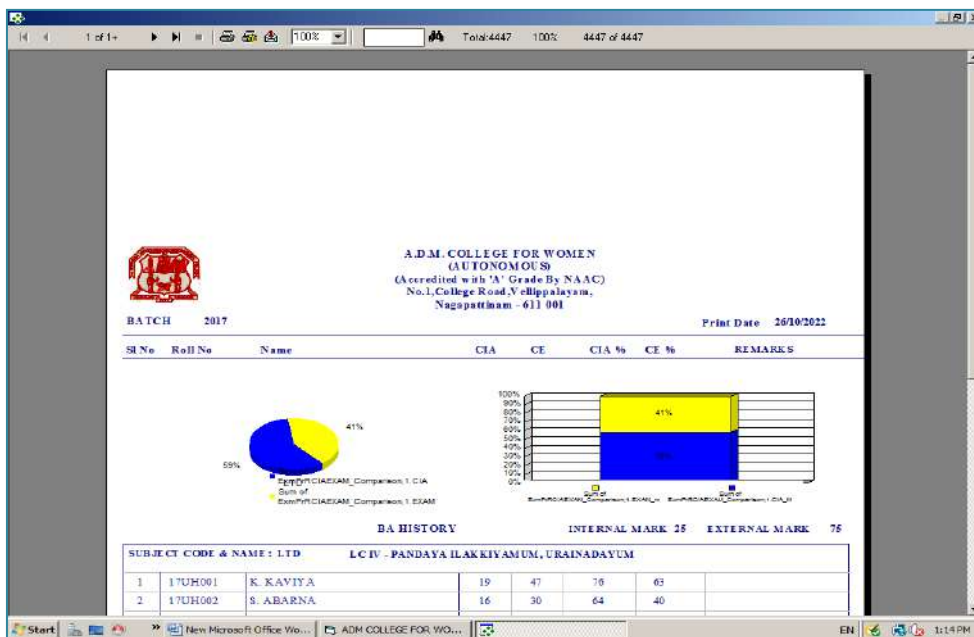 1 of 1+ 100% Total:4447 100% 4447 of 4447
A.D.M. COLLEGE FOR WOMEN
(AUTONOMOUS)
(Accredited with 'A' Grade By NAAC)
No.1,College Road,Vellippalayam,
Nagapattinam - 611 001
BATCH 2017
Print Date 26/10/2022
Sl No Roll No Name CIA CE CIA % CE % REMARKS
41%
59%
Sum of
ExmPrRCIAEXAM_Comparison;1.EXAM
100%
90%
80%
70%
60%
50%
40%
30%
20%
10%
0%
41%
BA HISTORY INTERNAL MARK 25 EXTERNAL MARK 75
SUBJECT CODE & NAME : LTD LC IV - PANDAYA ILAKKIYAMUM, URAINADAYUM
1 17UH001 K. KAVIYA 19 47 76 63
2 17UH002 S. ABARNA 16 30 64 40
Start » New Microsoft Office Wo... ADM COLLEGE FOR WO... EN 1:14 PM